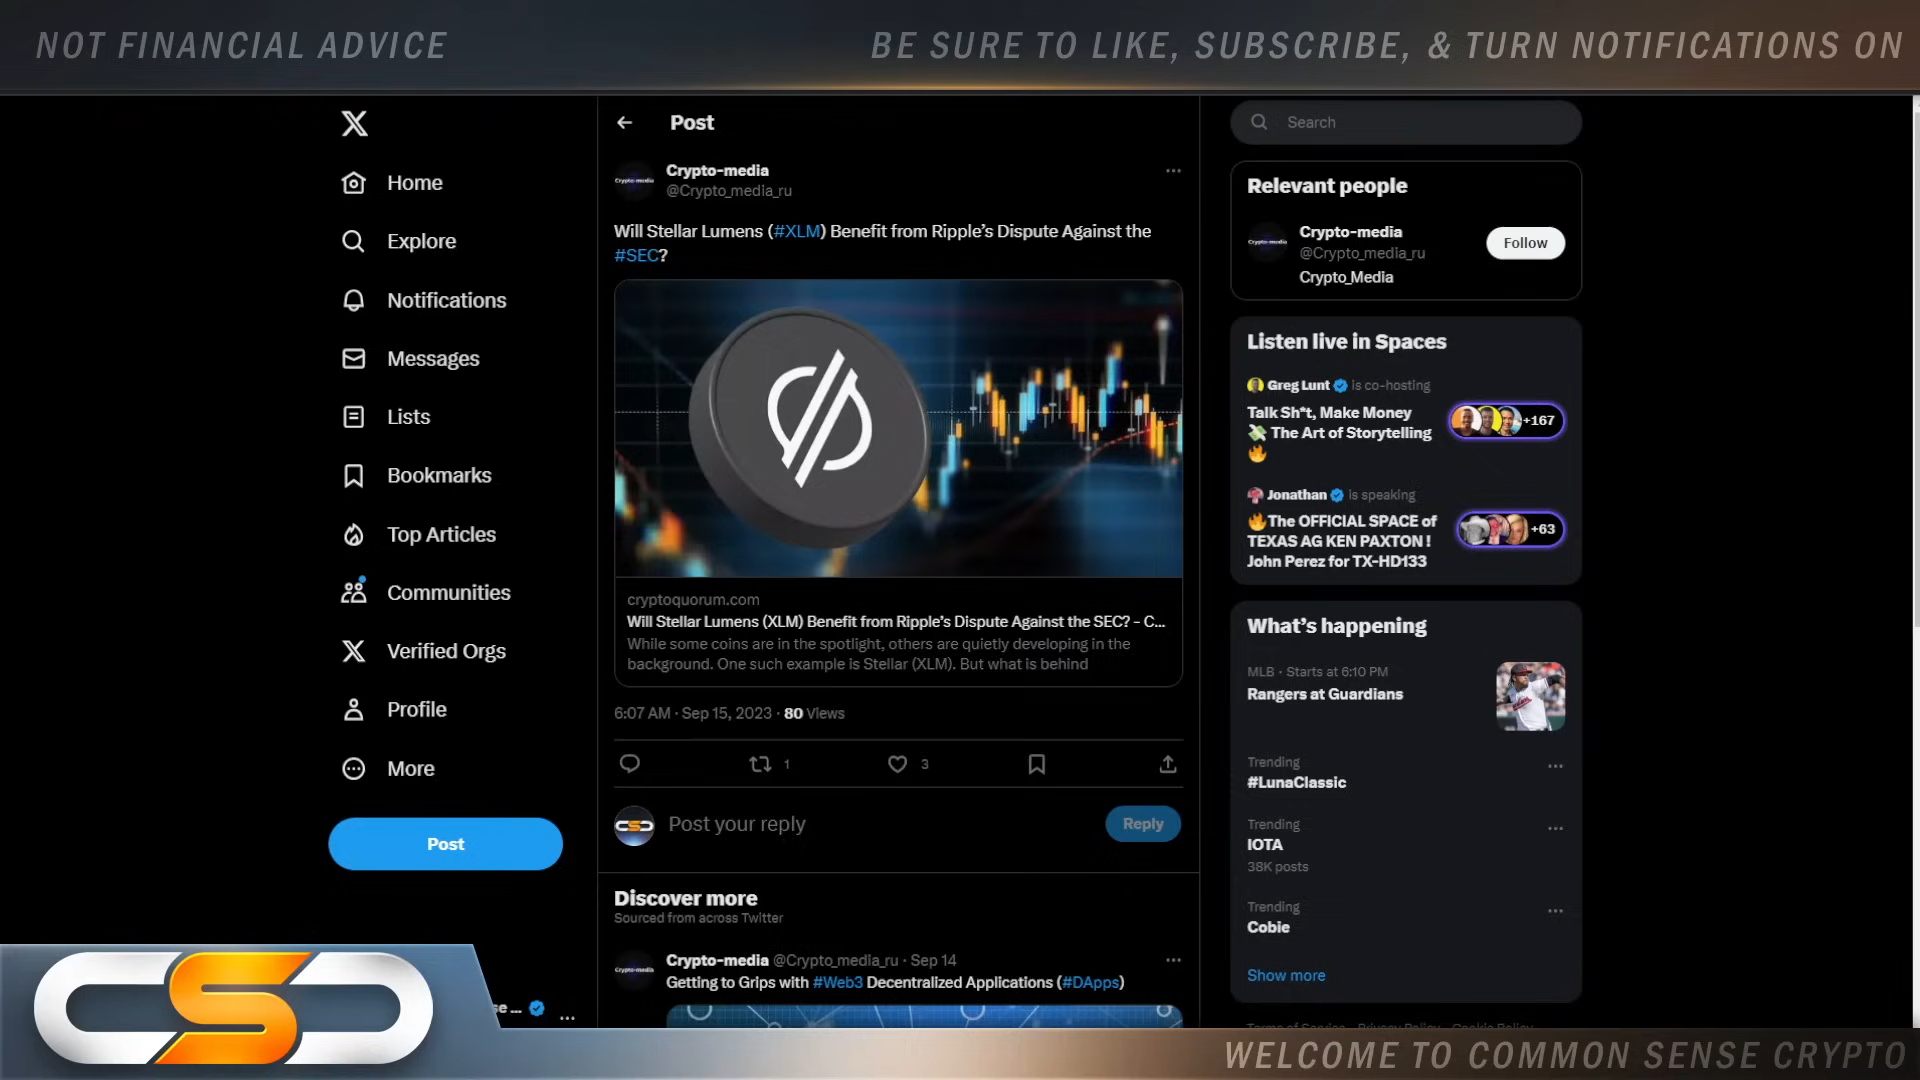 NOT FINANCIAL ADVICE
BE SURE TO LIKE, SUBSCRIBE, & TURN NOTIFICATIONS ON
Home
Explore
Notifications
Messages
Lists
Bookmarks
Top Articles
Communities
Verified Orgs
Profile
More
Post
se...
Post
Crypto-media
@Crypto_media_ru
Will Stellar Lumens (#XLM) Benefit from Ripple's Dispute Against the
#SEC?
cryptoquorum.com
Will Stellar Lumens (XLM) Benefit from Ripple's Dispute Against the SEC? - C...
While some coins are in the spotlight, others are quietly developing in the
background. One such example is Stellar (XLM). But what is behind
6:07 AM · Sep 15, 2023 · 80 Views
1
3
Post your reply
Reply
Discover more
Sourced from across Twitter
Crypto-media @Crypto_media_ru · Sep 14
Getting to Grips with #Web3 Decentralized Applications (#DApps)
Search
Relevant people
Crypto-media
@Crypto_media_ru
Crypto_Media
Follow
Listen live in Spaces
Greg Lunt is co-hosting
Talk Sh*t, Make Money
💸 The Art of Storytelling
🔥
+167
Jonathan is speaking
🔥The OFFICIAL SPACE of
TEXAS AG KEN PAXTON !
John Perez for TX-HD133
+63
What's happening
MLB · Starts at 6:10 PM
Rangers at Guardians
Trending
#LunaClassic
Trending
IOTA
38K posts
Trending
Cobie
Show more
Terms of Service Privacy Policy Cookie Policy
CSC
WELCOME TO COMMON SENSE CRYPTO